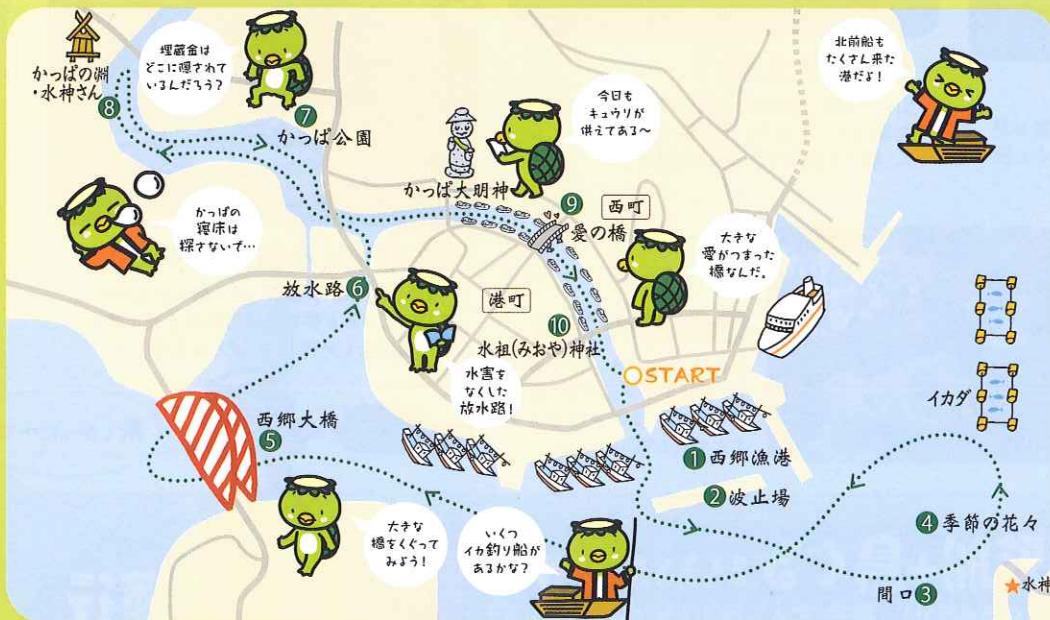 かっぱの淵
・水神さん
8
埋蔵金は
どこに隠されて
いるんだろう?
7
かっぱ公園
今日も
キュウリが
供えてある〜
かっぱ大明神
北前船も
たくさん来た
港だよ!
かっぱの
寝床は
探さないで…
9
西町
愛の橋
大きな
愛がつまった
橋なんだ。
放水路 6
港町
10
水祖(みおや)神社
水害を
なくした
放水路!
START
イカダ
西郷大橋
5
1 西郷漁港
2 波止場
4 季節の花々
大きな
橋をくぐって
みよう!
いくつ
イカ釣り船が
あるかな?
間口 3
★水神